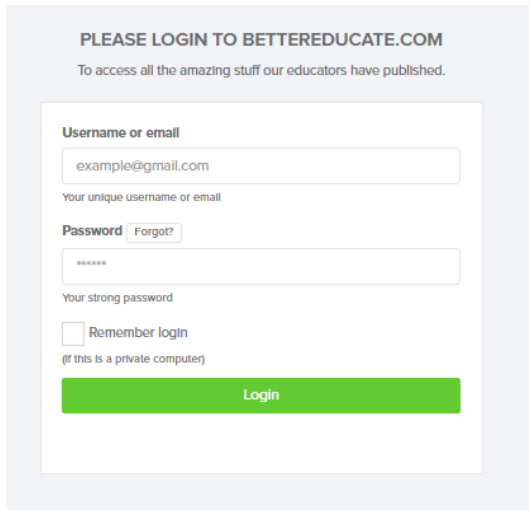 PLEASE LOGIN TO BETTEREDUCATE.COM
To access all the amazing stuff our educators have published.
Username or email
example@gmail.com
Your unique username or email
Password Forgot?
******
Your strong password
Remember login
(if this is a private computer)
Login